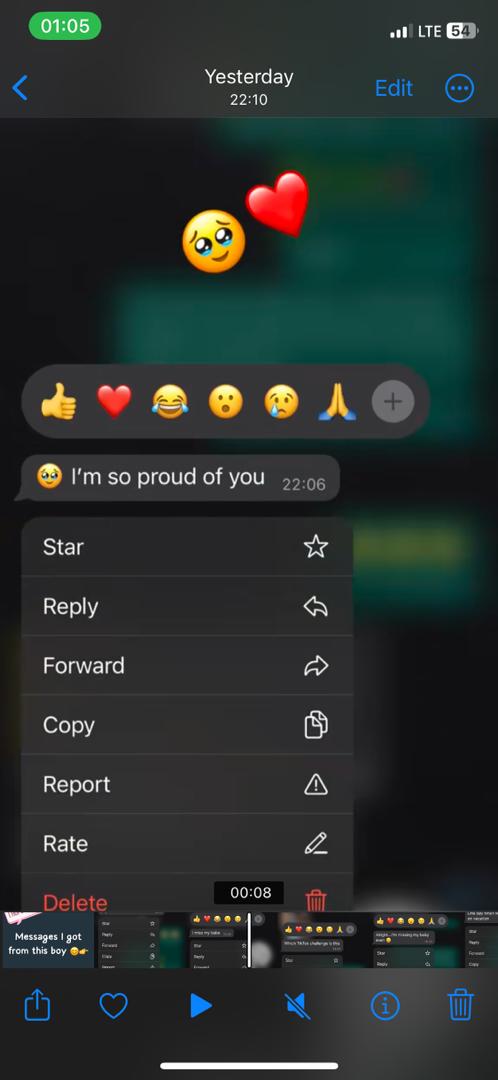 01:05
LTE 54
Yesterday
22:10
Edit
🥹 I'm so proud of you 22:06
Star
Reply
Forward
Copy
Report
Rate
Delete
00:08
Messages I got
from this boy